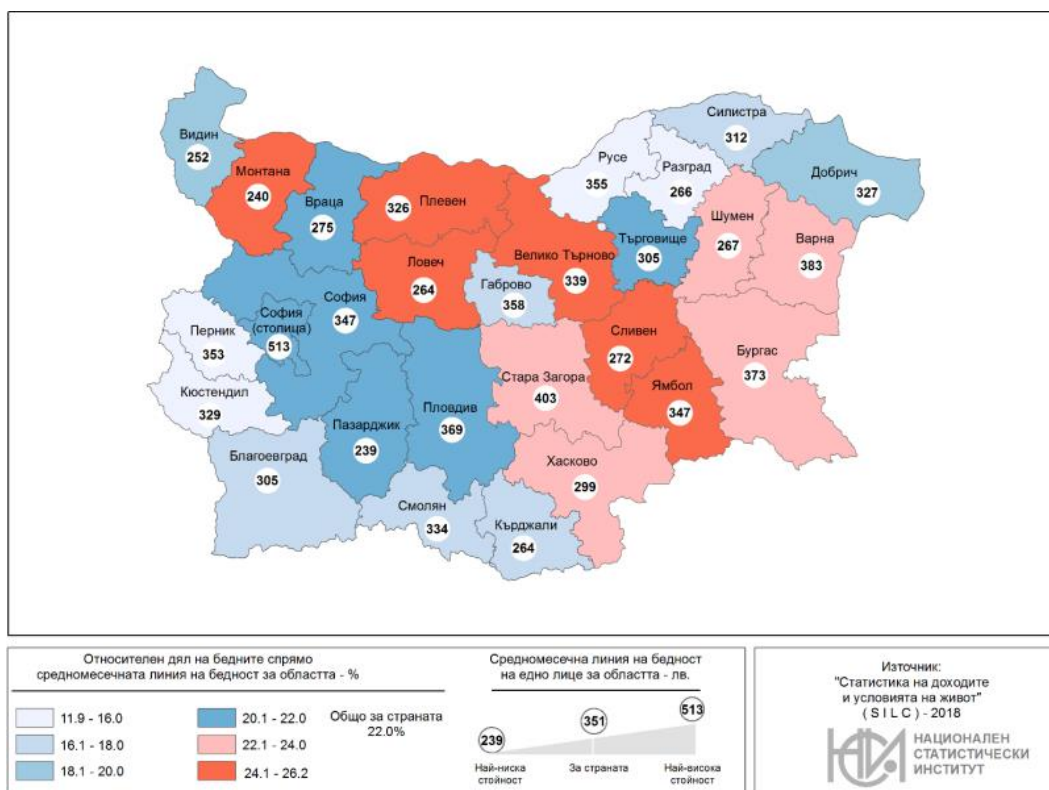 Видин
252
Монтана
240
Враца
275
326
Плевен
Ловеч
264
Велико Търново
339
Габрово
358
Русе
355
Разград
266
Силистра
312
Добрич
327
Търговище
305
Шумен
267
Варна
383
Бургас
373
Сливен
272
Ямбол
347
Стара Загора
403
Хасково
299
Пловдив
369
Пазарджик
239
София
347
София
(столица)
513
Перник
353
Кюстендил
329
Благоевград
305
Смолян
334
Кърджали
264
Относителен дял на бедните спрямо
средномесечната линия на бедност за областта - %
11.9 - 16.0
16.1 - 18.0
18.1 - 20.0
20.1 - 22.0
22.1 - 24.0
24.1 - 26.2
Общо за страната
22.0%
Средномесечна линия на бедност
на едно лице за областта - лв.
239
351
513
Най-ниска
стойност
За страната
Най-висока
стойност
Източник:
"Статистика на доходите
и условията на живот"
( S I L C ) - 2018
НСИ
НАЦИОНАЛЕН
СТАТИСТИЧЕСКИ
ИНСТИТУТ